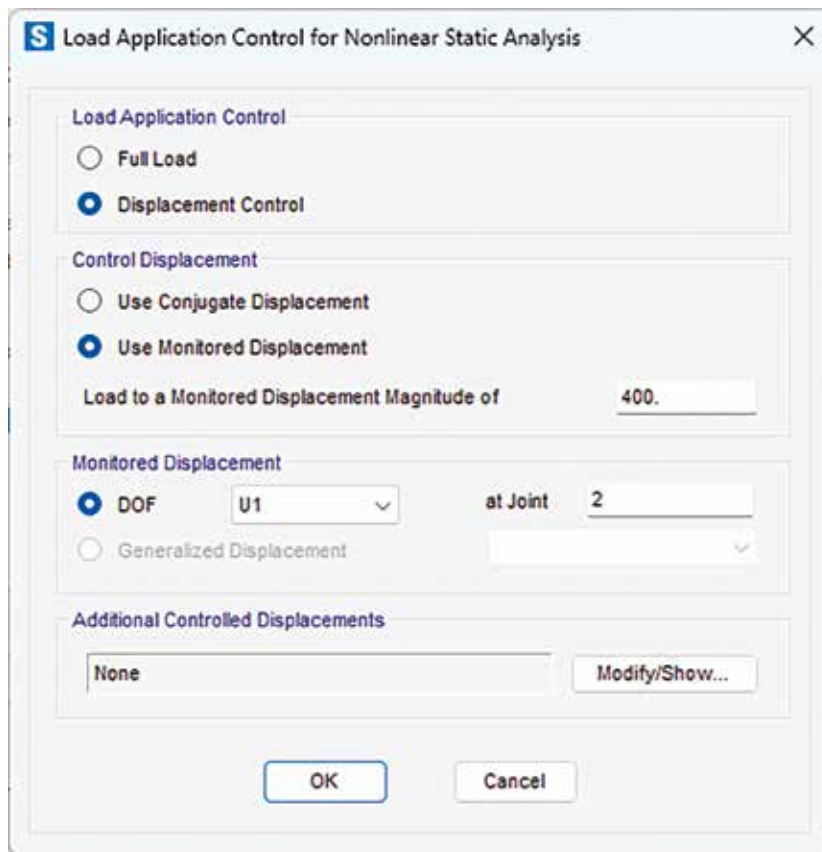 S Load Application Control for Nonlinear Static Analysis
Load Application Control
Full Load
Displacement Control
Control Displacement
Use Conjugate Displacement
Use Monitored Displacement
Load to a Monitored Displacement Magnitude of 400.
Monitored Displacement
DOF U1 at Joint 2
Generalized Displacement
Additional Controlled Displacements
None Modify/Show...
OK Cancel